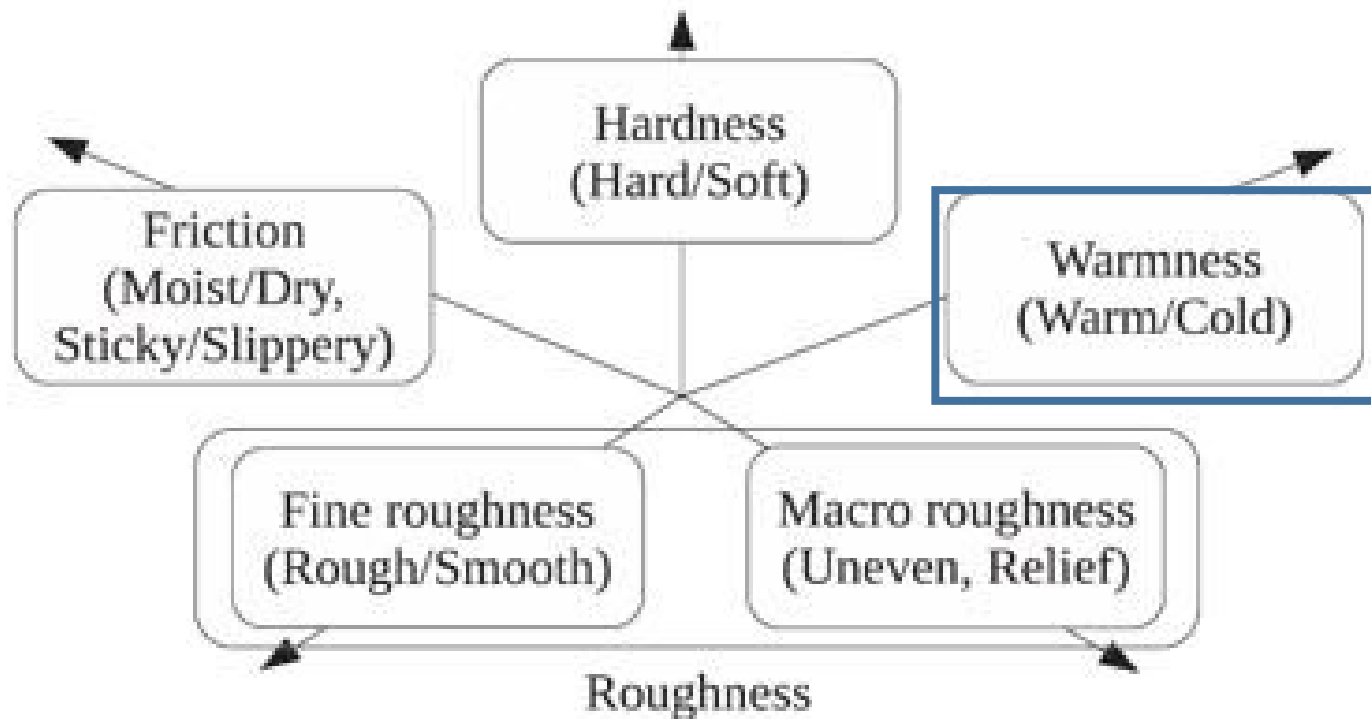 Hardness
(Hard/Soft)
Friction
(Moist/Dry,
Sticky/Slippery)
Warmness
(Warm/Cold)
Fine roughness
(Rough/Smooth)
Macro roughness
(Uneven, Relief)
Roughness